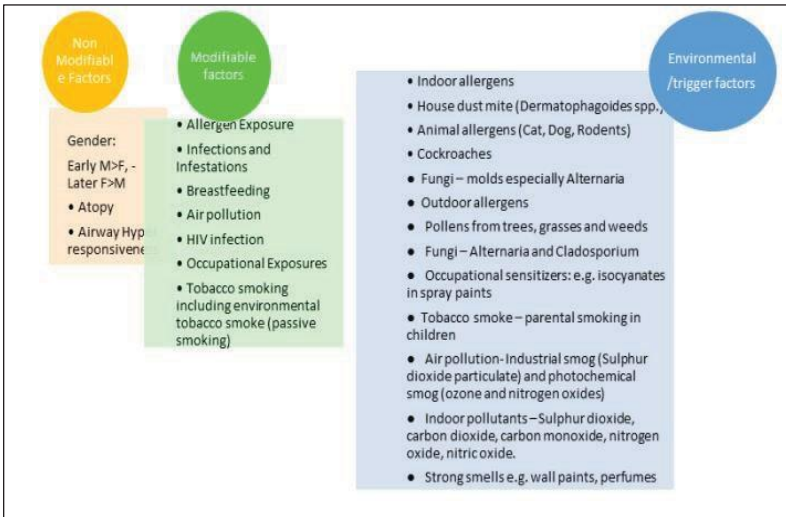 Non
Modifiabl
e Factors
Gender:
Early M>F, -
Later F>M
• Atopy
• Airway Hyp
responsivenes
Modifiable
factors
• Allergen Exposure
• Infections and
Infestations
• Breastfeeding
• Air pollution
• HIV infection
• Occupational Exposures
• Tobacco smoking
including environmental
tobacco smoke (passive
smoking)
Environmental
/trigger factors
• Indoor allergens
• House dust mite (Dermatophagoides spp.)
• Animal allergens (Cat, Dog, Rodents)
• Cockroaches
• Fungi – molds especially Alternaria
• Outdoor allergens
• Pollens from trees, grasses and weeds
• Fungi – Alternaria and Cladosporium
• Occupational sensitizers: e.g. isocyanates
in spray paints
• Tobacco smoke – parental smoking in
children
• Air pollution- Industrial smog (Sulphur
dioxide particulate) and photochemical
smog (ozone and nitrogen oxides)
• Indoor pollutants – Sulphur dioxide,
carbon dioxide, carbon monoxide, nitrogen
oxide, nitric oxide.
• Strong smells e.g. wall paints, perfumes